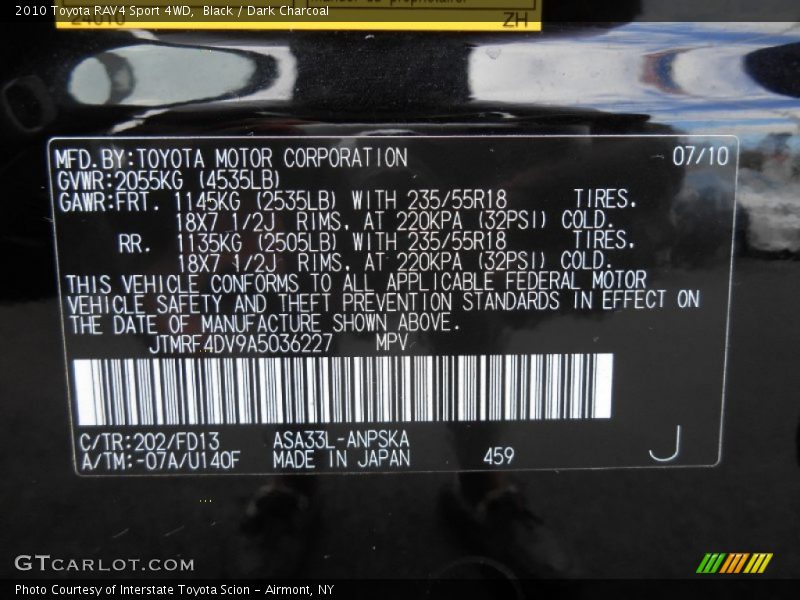 2010 Toyota RAV4 Sport 4WD, Black / Dark Charcoal
ZH
MFD.BY:TOYOTA MOTOR CORPORATION 07/10
GVWR:2055KG (4535LB)
GAWR:FRT. 1145KG (2535LB) WITH 235/55R18 TIRES.
18X7 1/2J RIMS, AT 220KPA (32PSI) COLD.
RR. 1135KG (2505LB) WITH 235/55R18 TIRES.
18X7 1/2J RIMS, AT 220KPA (32PSI) COLD.
THIS VEHICLE CONFORMS TO ALL APPLICABLE FEDERAL MOTOR
VEHICLE SAFETY AND THEFT PREVENTION STANDARDS IN EFFECT ON
THE DATE OF MANUFACTURE SHOWN ABOVE.
JTMRF4DV9A5036227 MPV
C/TR:202/FD13 ASA33L-ANPSKA
A/TM:-07A/U140F MADE IN JAPAN 459 J
GTCARLOT.COM
Photo Courtesy of Interstate Toyota Scion - Airmont, NY